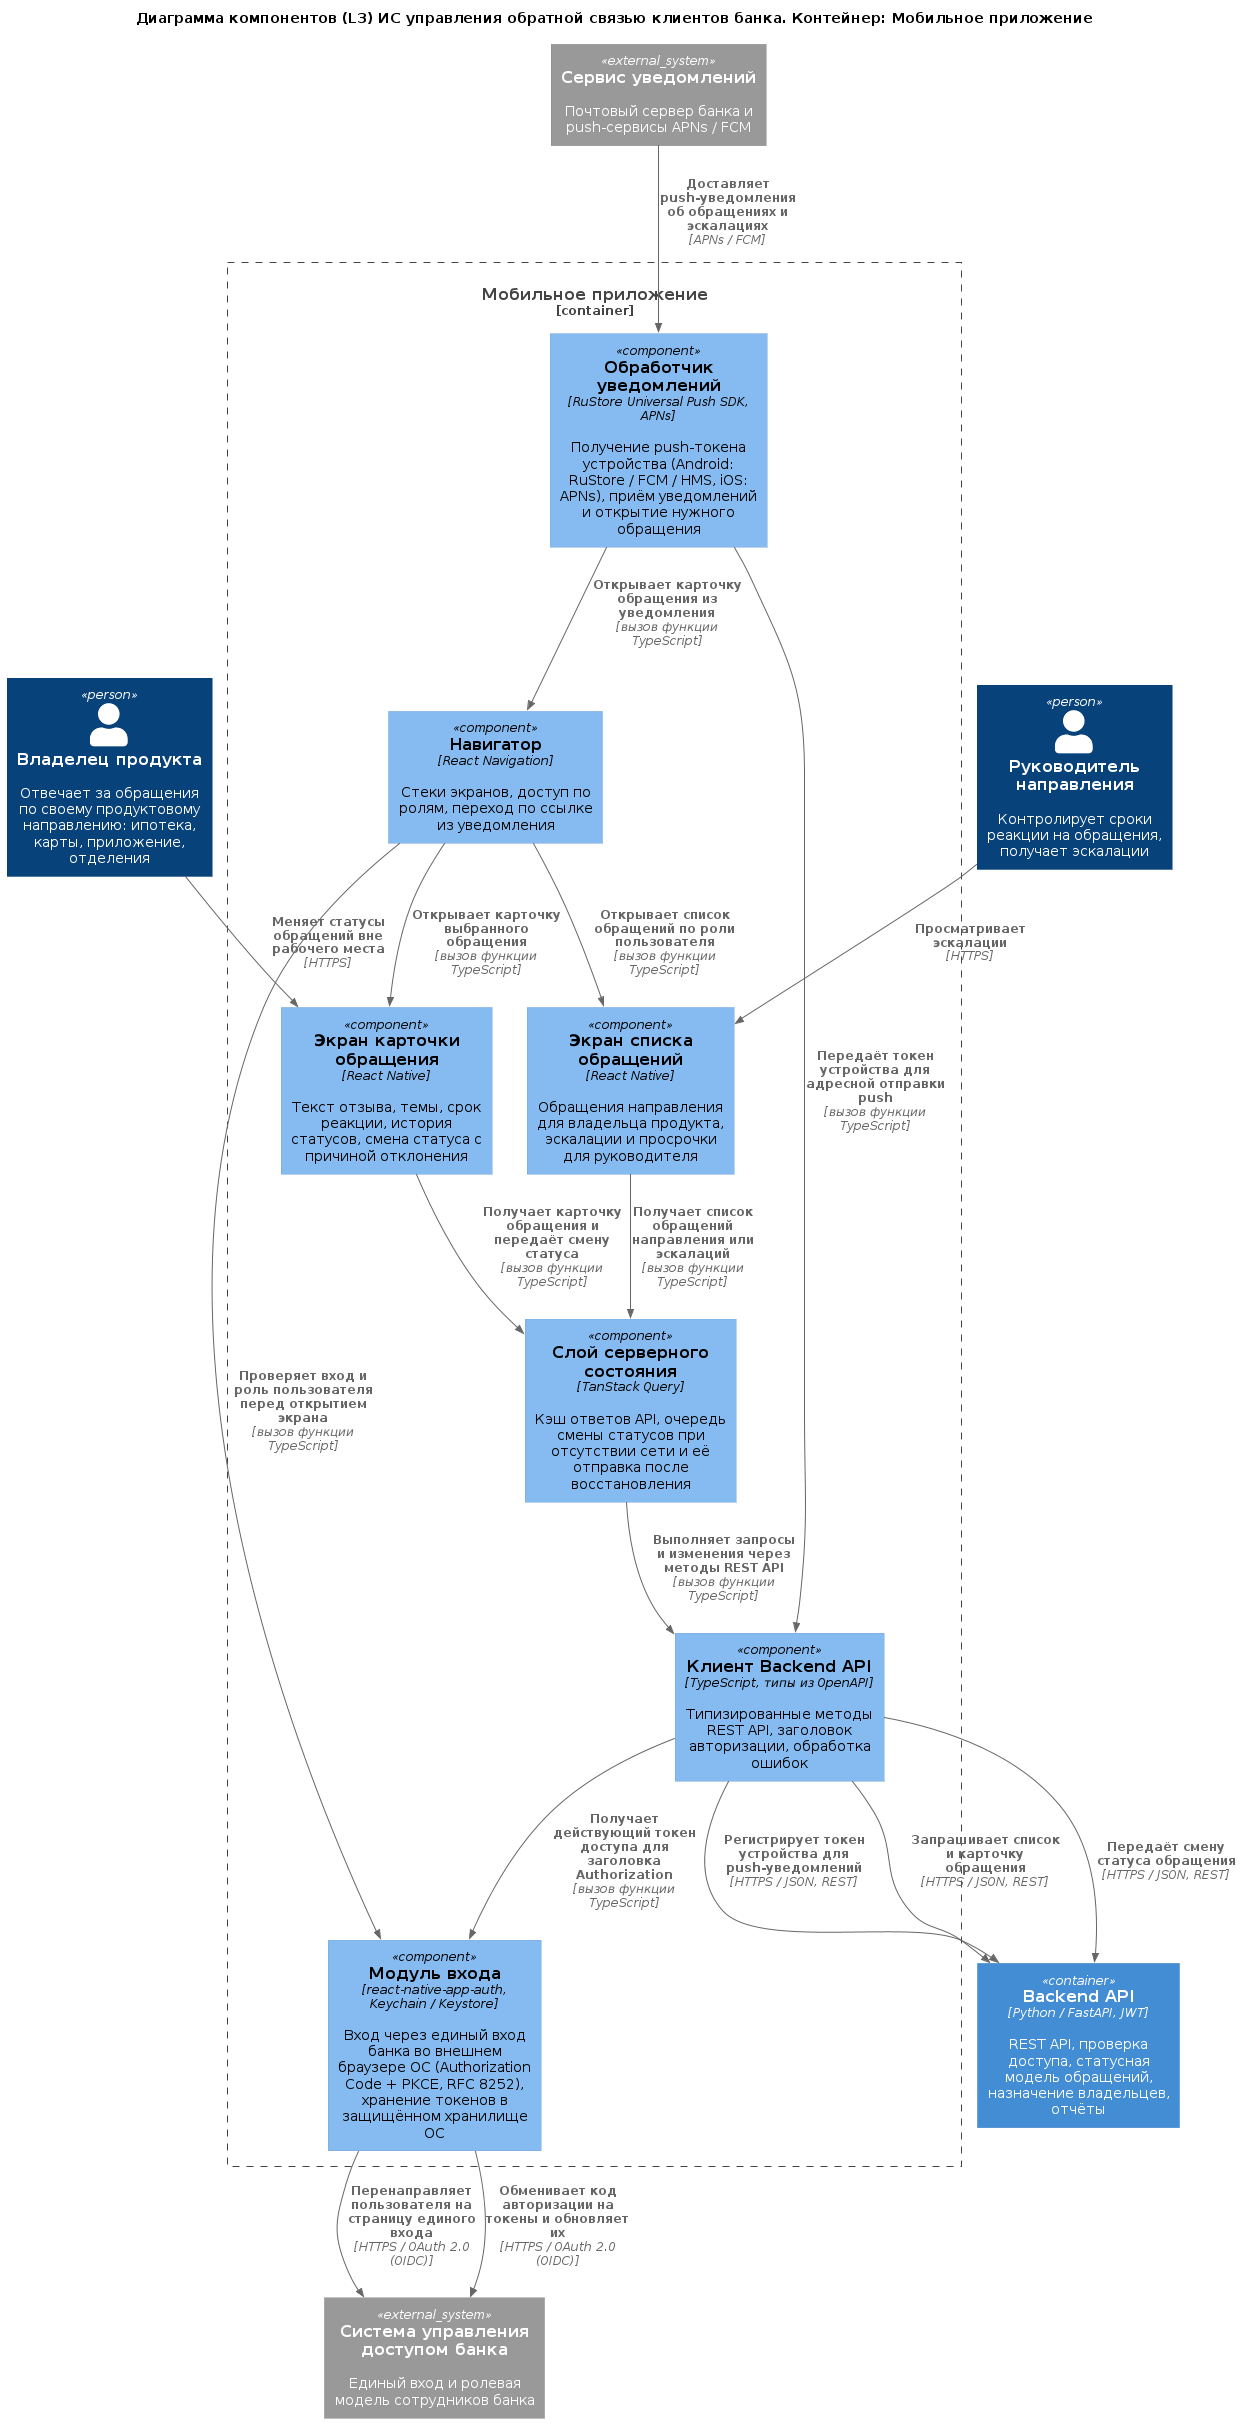 Диаграмма компонентов (L3) ИС управления обратной связью клиентов банка. Контейнер: Мобильное приложение
«external_system»
Сервис уведомлений
Почтовый сервер банка и
push-сервисы APNs / FCM
Доставляет
push-уведомления
об обращениях и
эскалациях
[APNs / FCM]
Мобильное приложение
[container]
«component»
Обработчик
уведомлений
[RuStore Universal Push SDK,
APNs]
Получение push-токена
устройства (Android:
RuStore / FCM / HMS, iOS:
APNs), приём уведомлений
и открытие нужного
обращения
Открывает карточку
обращения из
уведомления
[вызов функции
TypeScript]
«person»
Владелец продукта
Отвечает за обращения
по своему продуктовому
направлению: ипотека,
карты, приложение,
отделения
«component»
Навигатор
[React Navigation]
Стеки экранов, доступ по
ролям, переход по ссылке
из уведомления
«person»
Руководитель
направления
Контролирует сроки
реакции на обращения,
получает эскалации
Меняет статусы
обращений вне
рабочего места
[HTTPS]
Открывает карточку
выбранного
обращения
[вызов функции
TypeScript]
Открывает список
обращений по роли
пользователя
[вызов функции
TypeScript]
Просматривает
эскалации
[HTTPS]
«component»
Экран карточки
обращения
[React Native]
Текст отзыва, темы, срок
реакции, история
статусов, смена статуса с
причиной отклонения
«component»
Экран списка
обращений
[React Native]
Обращения направления
для владельца продукта,
эскалации и просрочки
для руководителя
Передаёт токен
устройства для
адресной отправки
push
[вызов функции
TypeScript]
Получает карточку
обращения и
передаёт смену
статуса
[вызов функции
TypeScript]
Получает список
обращений
направления или
эскалаций
[вызов функции
TypeScript]
«component»
Слой серверного
состояния
[TanStack Query]
Кэш ответов API, очередь
смены статусов при
отсутствии сети и её
отправка после
восстановления
Проверяет вход и
роль пользователя
перед открытием
экрана
[вызов функции
TypeScript]
Выполняет запросы
и изменения через
методы REST API
[вызов функции
TypeScript]
«component»
Клиент Backend API
[TypeScript, типы из OpenAPI]
Типизированные методы
REST API, заголовок
авторизации, обработка
ошибок
Получает
действующий токен
доступа для
заголовка
Authorization
[вызов функции
TypeScript]
Регистрирует токен
устройства для
push-уведомлений
[HTTPS / JSON, REST]
Запрашивает список
и карточку
обращения
[HTTPS / JSON, REST]
Передаёт смену
статуса обращения
[HTTPS / JSON, REST]
«component»
Модуль входа
[react-native-app-auth,
Keychain / Keystore]
Вход через единый вход
банка во внешнем
браузере ОС (Authorization
Code + PKCE, RFC 8252),
хранение токенов в
защищённом хранилище
ОС
«container»
Backend API
[Python / FastAPI, JWT]
REST API, проверка
доступа, статусная
модель обращений,
назначение владельцев,
отчёты
Перенаправляет
пользователя на
страницу единого
входа
[HTTPS / OAuth 2.0
(OIDC)]
Обменивает код
авторизации на
токены и обновляет
их
[HTTPS / OAuth 2.0
(OIDC)]
«external_system»
Система управления
доступом банка
Единый вход и ролевая
модель сотрудников банка